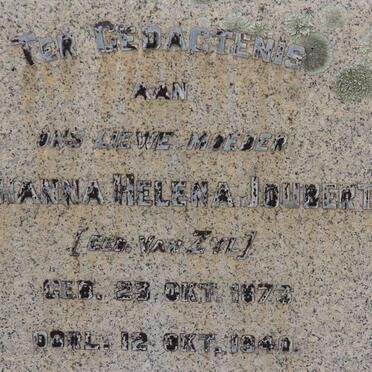 TER GEDAGTENIS
AAN
ONS LIEWE MOEDER
HANNA HELENA JOUBERT
[GEB. VAN ZYL]
GEB. 23 OKT. 1873
OORL. 12 OKT. 1940.